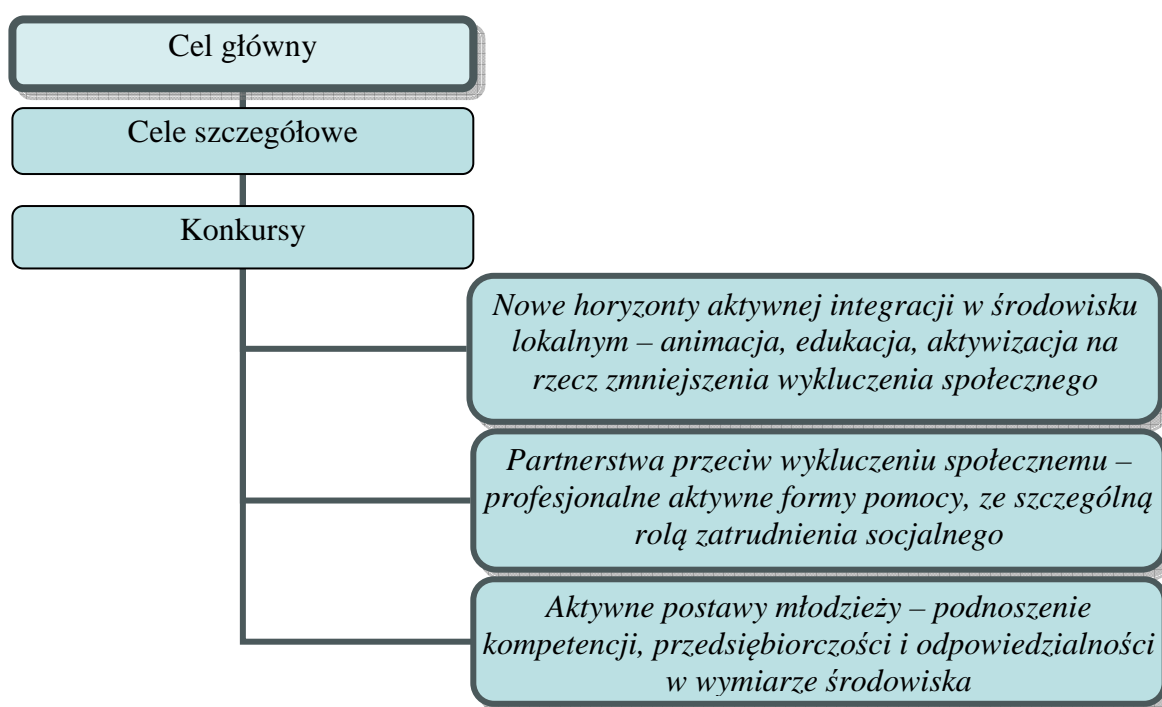 Cel główny
Cele szczegółowe
Konkursy
Nowe horyzonty aktywnej integracji w środowisku
lokalnym – animacja, edukacja, aktywizacja na
rzecz zmniejszenia wykluczenia społecznego
Partnerstwa przeciw wykluczeniu społecznemu –
profesjonalne aktywne formy pomocy, ze szczególną
rolą zatrudnienia socjalnego
Aktywne postawy młodzieży – podnoszenie
kompetencji, przedsiębiorczości i odpowiedzialności
w wymiarze środowiska